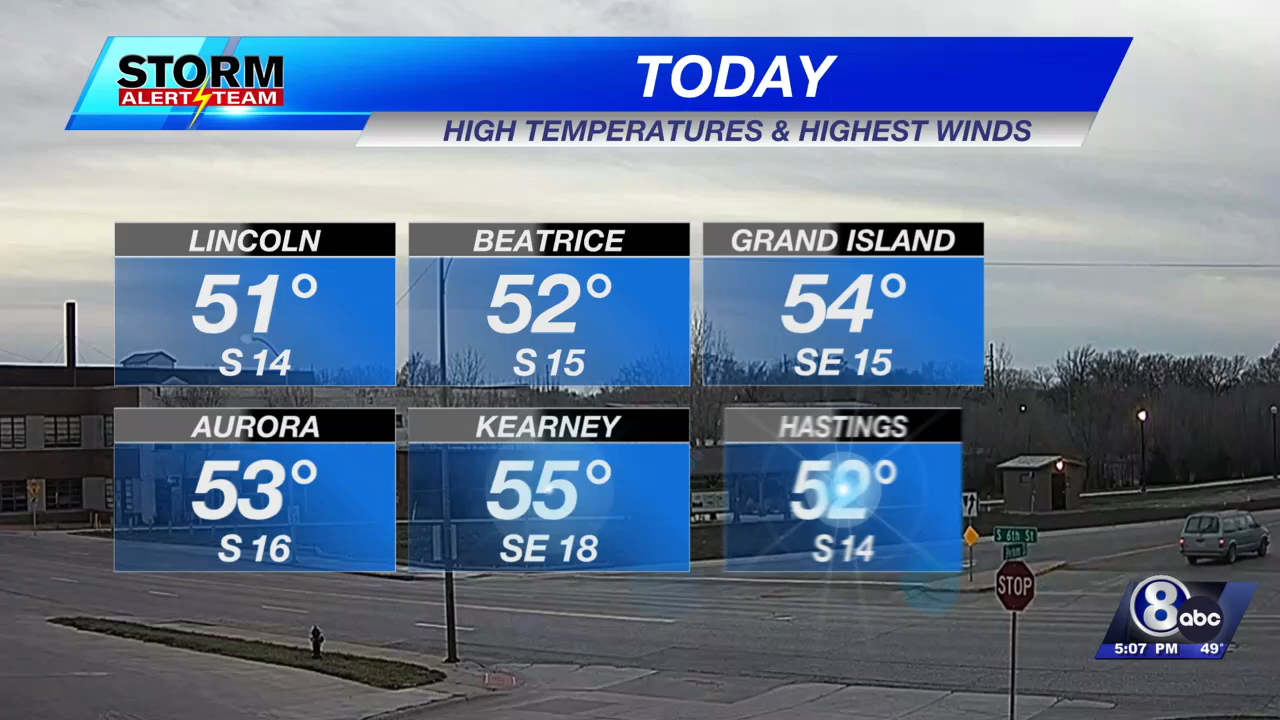 STORM
ALERT TEAM
TODAY
HIGH TEMPERATURES & HIGHEST WINDS
LINCOLN
51°
S 14
BEATRICE
52°
S 15
GRAND ISLAND
54°
SE 15
AURORA
53°
S 16
KEARNEY
55°
SE 18
HASTINGS
52°
S 14
S 6th St
STOP
8 abc
5:07 PM 49°